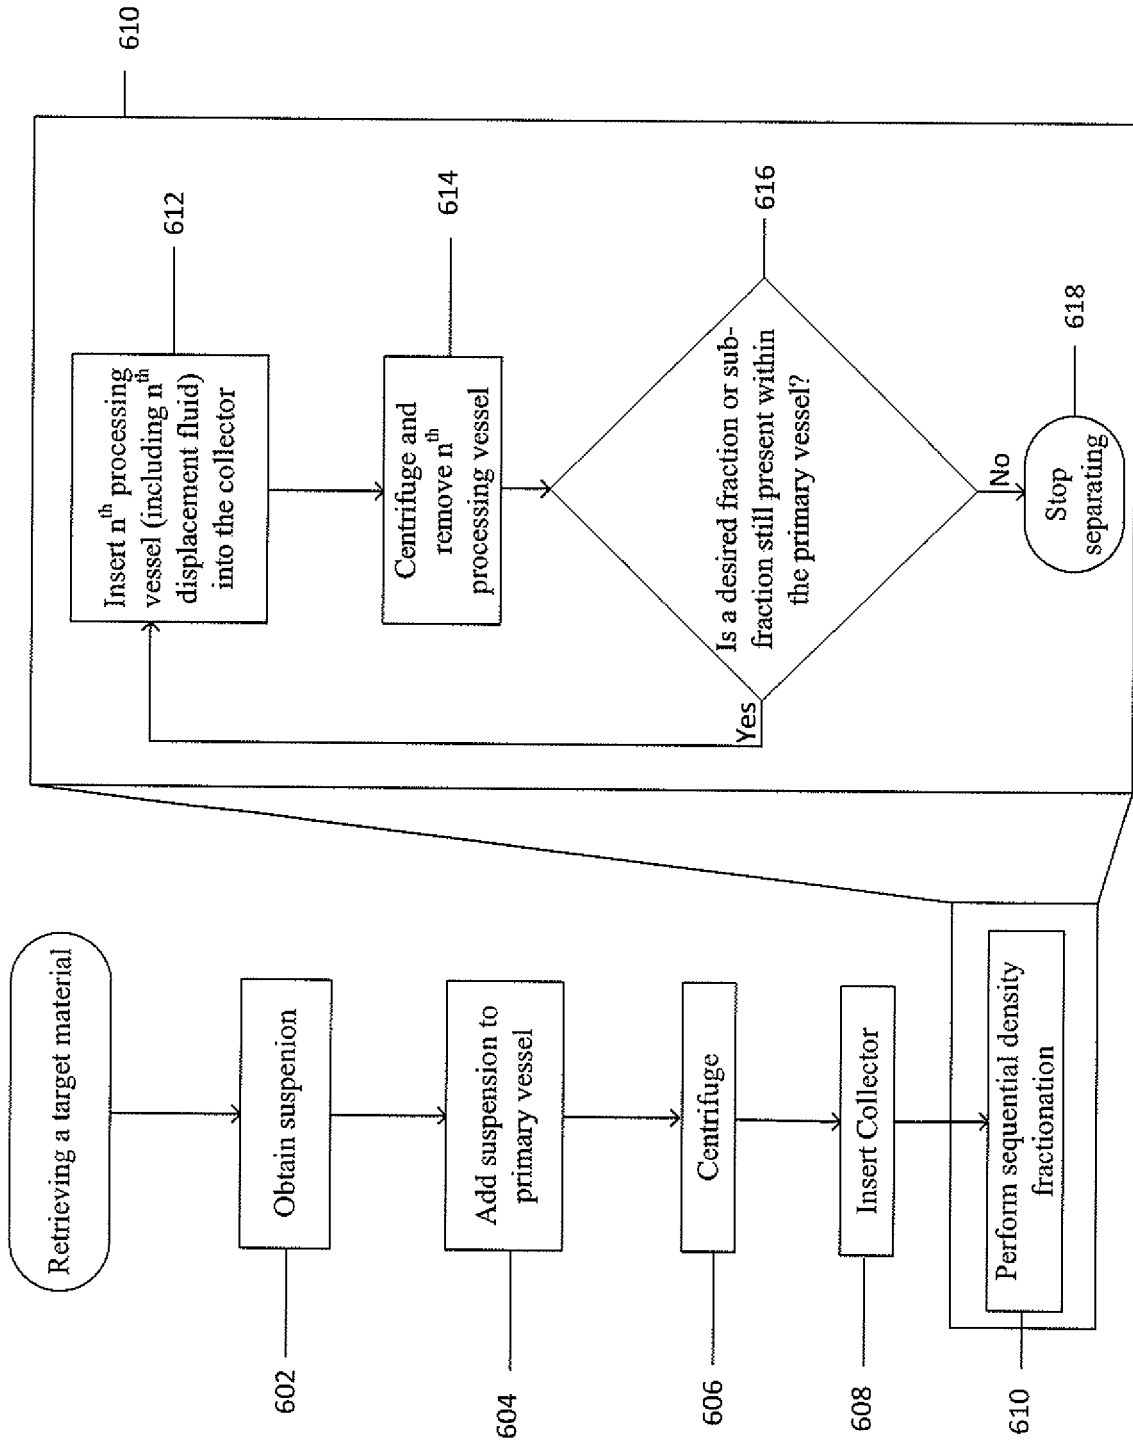 Retrieving a target material
Obtain suspenion
602
Add suspension to
primary vessel
604
Centrifuge
606
Insert Collector
608
Perform sequential density
fractionation
610
610
Insert nth processing
vessel (including nth
displacement fluid)
into the collector
612
Centrifuge and
remove nth
processing vessel
614
Is a desired fraction or sub-
fraction still present within
the primary vessel?
616
Yes
No
Stop
separating
618